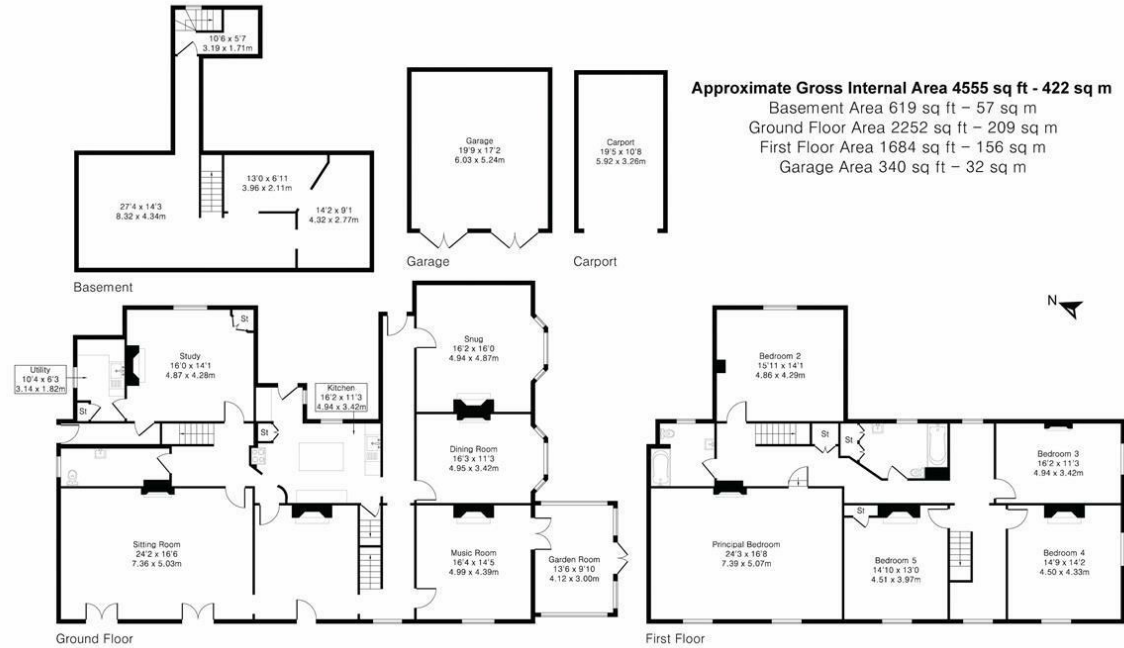 10'6 x 5'7
3.19 x 1.71m
27'4 x 14'3
8.32 x 4.34m
13'0 x 6'11
3.96 x 2.11m
14'2 x 9'1
4.32 x 2.77m
Basement
Garage
19'9 x 17'2
6.03 x 5.24m
Garage
Carport
19'5 x 10'8
5.92 x 3.26m
Carport
Approximate Gross Internal Area 4555 sq ft - 422 sq m
Basement Area 619 sq ft – 57 sq m
Ground Floor Area 2252 sq ft – 209 sq m
First Floor Area 1684 sq ft – 156 sq m
Garage Area 340 sq ft – 32 sq m
N
Utility
10'4 x 6'3
3.14 x 1.82m
St
Study
16'0 x 14'1
4.87 x 4.28m
St
St
Kitchen
16'2 x 11'3
4.94 x 3.42m
Snug
16'2 x 16'0
4.94 x 4.87m
Dining Room
16'3 x 11'3
4.95 x 3.42m
Sitting Room
24'2 x 16'6
7.36 x 5.03m
Music Room
16'4 x 14'5
4.99 x 4.39m
Garden Room
13'6 x 9'10
4.12 x 3.00m
Ground Floor
Bedroom 2
15'11 x 14'1
4.86 x 4.29m
St
St
Bedroom 3
16'2 x 11'3
4.94 x 3.42m
Principal Bedroom
24'3 x 16'8
7.39 x 5.07m
St
Bedroom 5
14'10 x 13'0
4.51 x 3.97m
Bedroom 4
14'9 x 14'2
4.50 x 4.33m
First Floor